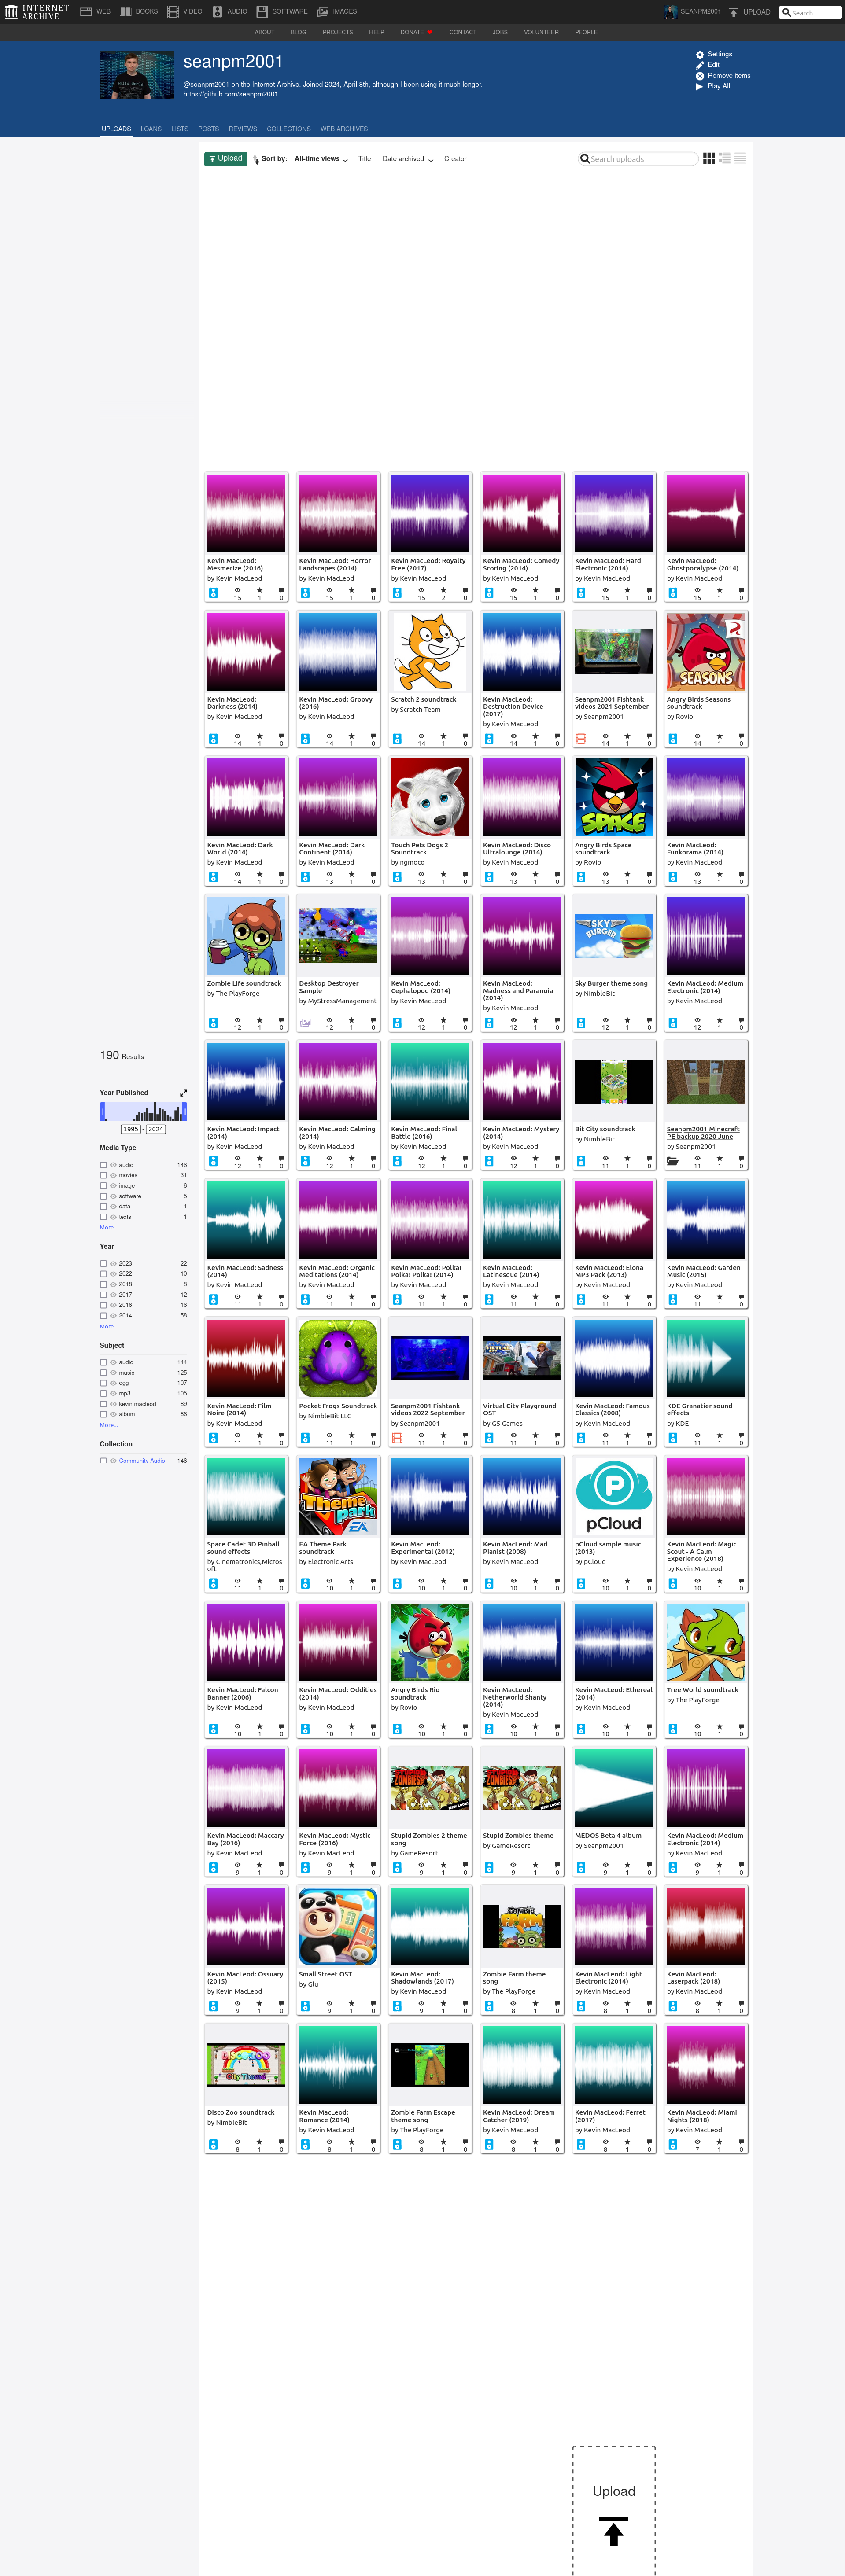 INTERNET ARCHIVE
WEB BOOKS VIDEO AUDIO SOFTWARE IMAGES SEANPM2001 UPLOAD Search
ABOUT BLOG PROJECTS HELP DONATE CONTACT JOBS VOLUNTEER PEOPLE
seanpm2001
@seanpm2001 on the Internet Archive. Joined 2024, April 8th, although I been using it much longer.
https://github.com/seanpm2001
Settings
Edit
Remove items
Play All
UPLOADS LOANS LISTS POSTS REVIEWS COLLECTIONS WEB ARCHIVES
Upload Sort by: All-time views Title Date archived Creator Search uploads
190 Results
Year Published
1995 - 2024
Media Type
audio 146
movies 31
image 6
software 5
data 1
texts 1
More...
Year
2023 22
2022 10
2018 8
2017 12
2016 16
2014 58
More...
Subject
audio 144
music 125
ogg 107
mp3 105
kevin macleod 89
album 86
More...
Collection
Community Audio 146
Kevin MacLeod: Mesmerize (2016)
by Kevin MacLeod
15 1 0
Kevin MacLeod: Horror Landscapes (2014)
by Kevin MacLeod
15 1 0
Kevin MacLeod: Royalty Free (2017)
by Kevin MacLeod
15 2 0
Kevin MacLeod: Comedy Scoring (2014)
by Kevin MacLeod
15 1 0
Kevin MacLeod: Hard Electronic (2014)
by Kevin MacLeod
15 1 0
Kevin MacLeod: Ghostpocalypse (2014)
by Kevin MacLeod
15 1 0
Kevin MacLeod: Darkness (2014)
by Kevin MacLeod
14 1 0
Kevin MacLeod: Groovy (2016)
by Kevin MacLeod
14 1 0
Scratch 2 soundtrack
by Scratch Team
14 1 0
Kevin MacLeod: Destruction Device (2017)
by Kevin MacLeod
14 1 0
Seanpm2001 Fishtank videos 2021 September
by Seanpm2001
14 1 0
SEASONS
Angry Birds Seasons soundtrack
by Rovio
14 1 0
Kevin MacLeod: Dark World (2014)
by Kevin MacLeod
14 1 0
Kevin MacLeod: Dark Continent (2014)
by Kevin MacLeod
13 1 0
Touch Pets Dogs 2 Soundtrack
by ngmoco
13 1 0
Kevin MacLeod: Disco Ultralounge (2014)
by Kevin MacLeod
13 1 0
SPACE
Angry Birds Space soundtrack
by Rovio
13 1 0
Kevin MacLeod: Funkorama (2014)
by Kevin MacLeod
13 1 0
Zombie Life soundtrack
by The PlayForge
12 1 0
Desktop Destroyer Sample
by MyStressManagement
12 1 0
Kevin MacLeod: Cephalopod (2014)
by Kevin MacLeod
12 1 0
Kevin MacLeod: Madness and Paranoia (2014)
by Kevin MacLeod
12 1 0
SKY BURGER
Sky Burger theme song
by NimbleBit
12 1 0
Kevin MacLeod: Medium Electronic (2014)
by Kevin MacLeod
12 1 0
Kevin MacLeod: Impact (2014)
by Kevin MacLeod
12 1 0
Kevin MacLeod: Calming (2014)
by Kevin MacLeod
12 1 0
Kevin MacLeod: Final Battle (2016)
by Kevin MacLeod
12 1 0
Kevin MacLeod: Mystery (2014)
by Kevin MacLeod
12 1 0
Bit City soundtrack
by NimbleBit
11 1 0
Seanpm2001 Minecraft PE backup 2020 June
by Seanpm2001
11 1 0
Kevin MacLeod: Sadness (2014)
by Kevin MacLeod
11 1 0
Kevin MacLeod: Organic Meditations (2014)
by Kevin MacLeod
11 1 0
Kevin MacLeod: Polka! Polka! Polka! (2014)
by Kevin MacLeod
11 1 0
Kevin MacLeod: Latinesque (2014)
by Kevin MacLeod
11 1 0
Kevin MacLeod: Elona MP3 Pack (2013)
by Kevin MacLeod
11 1 0
Kevin MacLeod: Garden Music (2015)
by Kevin MacLeod
11 1 0
Kevin MacLeod: Film Noire (2014)
by Kevin MacLeod
11 1 0
Pocket Frogs Soundtrack
by NimbleBit LLC
11 1 0
Seanpm2001 Fishtank videos 2022 September
by Seanpm2001
11 1 0
Virtual City Playground OST
by G5 Games
11 1 0
Kevin MacLeod: Famous Classics (2008)
by Kevin MacLeod
11 1 0
KDE Granatier sound effects
by KDE
11 1 0
Space Cadet 3D Pinball sound effects
by Cinematronics,Microsoft
11 1 0
Theme Park EA
EA Theme Park soundtrack
by Electronic Arts
10 1 0
Kevin MacLeod: Experimental (2012)
by Kevin MacLeod
10 1 0
Kevin MacLeod: Mad Pianist (2008)
by Kevin MacLeod
10 1 0
pCloud
pCloud sample music (2013)
by pCloud
10 1 0
Kevin MacLeod: Magic Scout - A Calm Experience (2018)
by Kevin MacLeod
10 1 0
Kevin MacLeod: Falcon Banner (2006)
by Kevin MacLeod
10 1 0
Kevin MacLeod: Oddities (2014)
by Kevin MacLeod
10 1 0
RIO
Angry Birds Rio soundtrack
by Rovio
10 1 0
Kevin MacLeod: Netherworld Shanty (2014)
by Kevin MacLeod
10 1 0
Kevin MacLeod: Ethereal (2014)
by Kevin MacLeod
10 1 0
Tree World soundtrack
by The PlayForge
10 1 0
Kevin MacLeod: Maccary Bay (2016)
by Kevin MacLeod
9 1 0
Kevin MacLeod: Mystic Force (2016)
by Kevin MacLeod
9 1 0
Stupid Zombies 2 theme song
by GameResort
9 1 0
Stupid Zombies theme
by GameResort
9 1 0
MEDOS Beta 4 album
by Seanpm2001
9 1 0
Kevin MacLeod: Medium Electronic (2014)
by Kevin MacLeod
9 1 0
Kevin MacLeod: Ossuary (2015)
by Kevin MacLeod
9 1 0
Small Street OST
by Glu
9 1 0
Kevin MacLeod: Shadowlands (2017)
by Kevin MacLeod
9 1 0
Zombie Farm theme song
by The PlayForge
8 1 0
Kevin MacLeod: Light Electronic (2014)
by Kevin MacLeod
8 1 0
Kevin MacLeod: Laserpack (2018)
by Kevin MacLeod
8 1 0
DISCO ZOO City Theme
Disco Zoo soundtrack
by NimbleBit
8 1 0
Kevin MacLeod: Romance (2014)
by Kevin MacLeod
8 1 0
Zombie Farm Escape theme song
by The PlayForge
8 1 0
Kevin MacLeod: Dream Catcher (2019)
by Kevin MacLeod
8 1 0
Kevin MacLeod: Ferret (2017)
by Kevin MacLeod
8 1 0
Kevin MacLeod: Miami Nights (2018)
by Kevin MacLeod
7 1 0
Upload